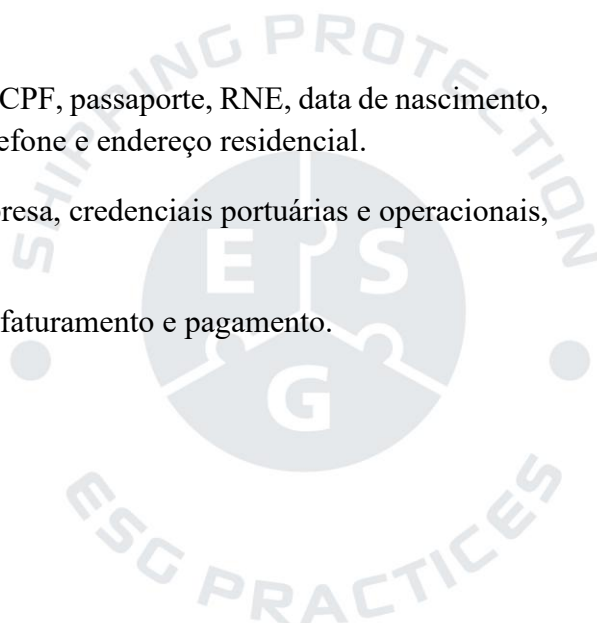 SHIPPING PROTECTION
CPF, passaporte, RNE, data de nascimento,
efone e endereço residencial.
resa, credenciais portuárias e operacionais,
E S
faturamento e pagamento.
G
ESG PRACTICES